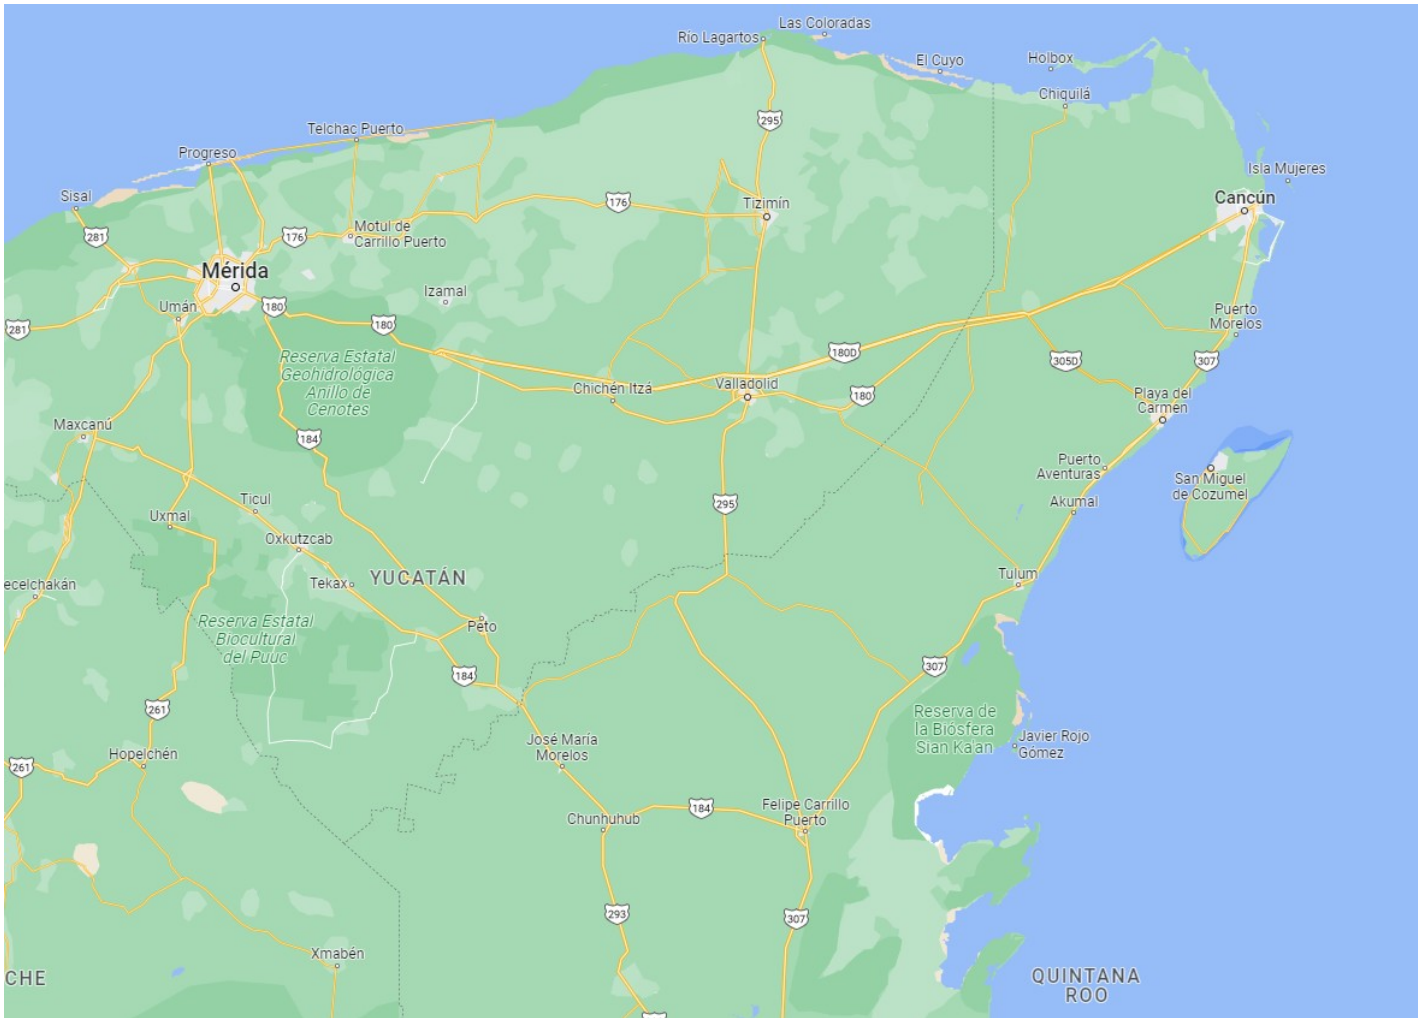 Las Coloradas
Río Lagartos
El Cuyo
Holbox
Chiquilá
295
Telchac Puerto
Progreso
Isla Mujeres
Sisal
Cancún
176
Tizimín
281
176
Motul de
Carrillo Puerto
Mérida
Izamal
Umán
180
Puerto
Morelos
281
180
Reserva Estatal
Geohidrológica
Anillo de
Cenotes
180D
305D
307
Chichén Itzá
Valladolid
180
Playa del
Carmen
Maxcanú
184
Puerto
Aventuras
San Miguel
de Cozumel
Ticul
295
Akumal
Uxmal
Oxkutzcab
ecelchakán
Tekax
YUCATÁN
Tulum
Reserva Estatal
Biocultural
del Puuc
Peto
184
307
261
Reserva de
la Biósfera
Sian Ka'an
José María
Morelos
Javier Rojo
Gómez
Hopelchén
261
Chunhuhub
184
Felipe Carrillo
Puerto
293
307
Xmabén
CHE
QUINTANA
ROO